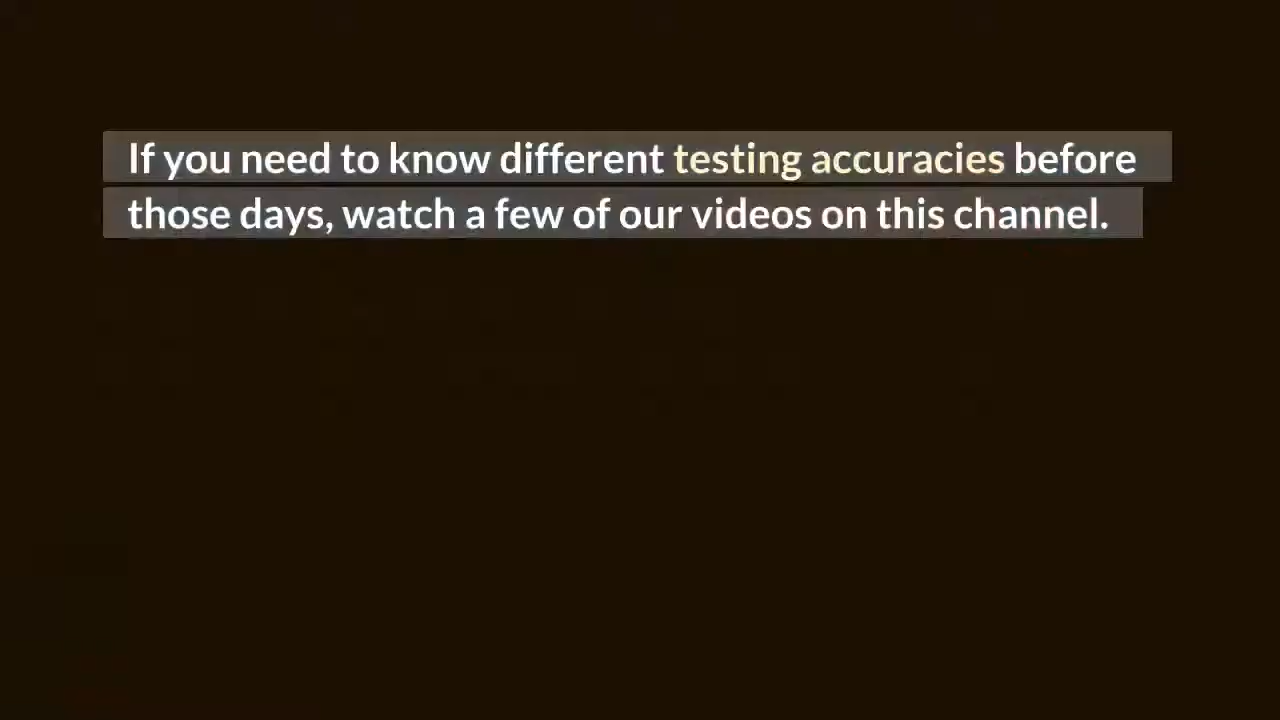 If you need to know different testing accuracies before
those days, watch a few of our videos on this channel.